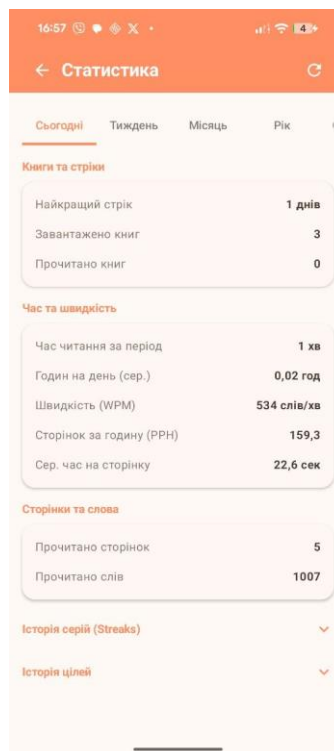 16:57
4
Статистика
Сьогодні Тиждень Місяць Рік
Книги та стріки
Найкращий стрік 1 днів
Завантажено книг 3
Прочитано книг 0
Час та швидкість
Час читання за період 1 хв
Годин на день (сер.) 0,02 год
Швидкість (WPM) 534 слів/хв
Сторінок за годину (PPH) 159,3
Сер. час на сторінку 22,6 сек
Сторінки та слова
Прочитано сторінок 5
Прочитано слів 1007
Історія серій (Streaks)
Історія цілей